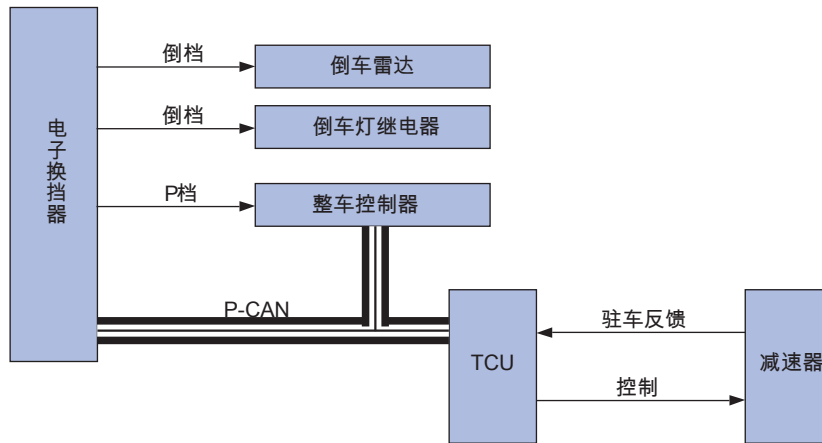 倒档
倒车雷达
倒档
倒车灯继电器
电子换挡器
P档
整车控制器
P-CAN
驻车反馈
TCU
减速器
控制